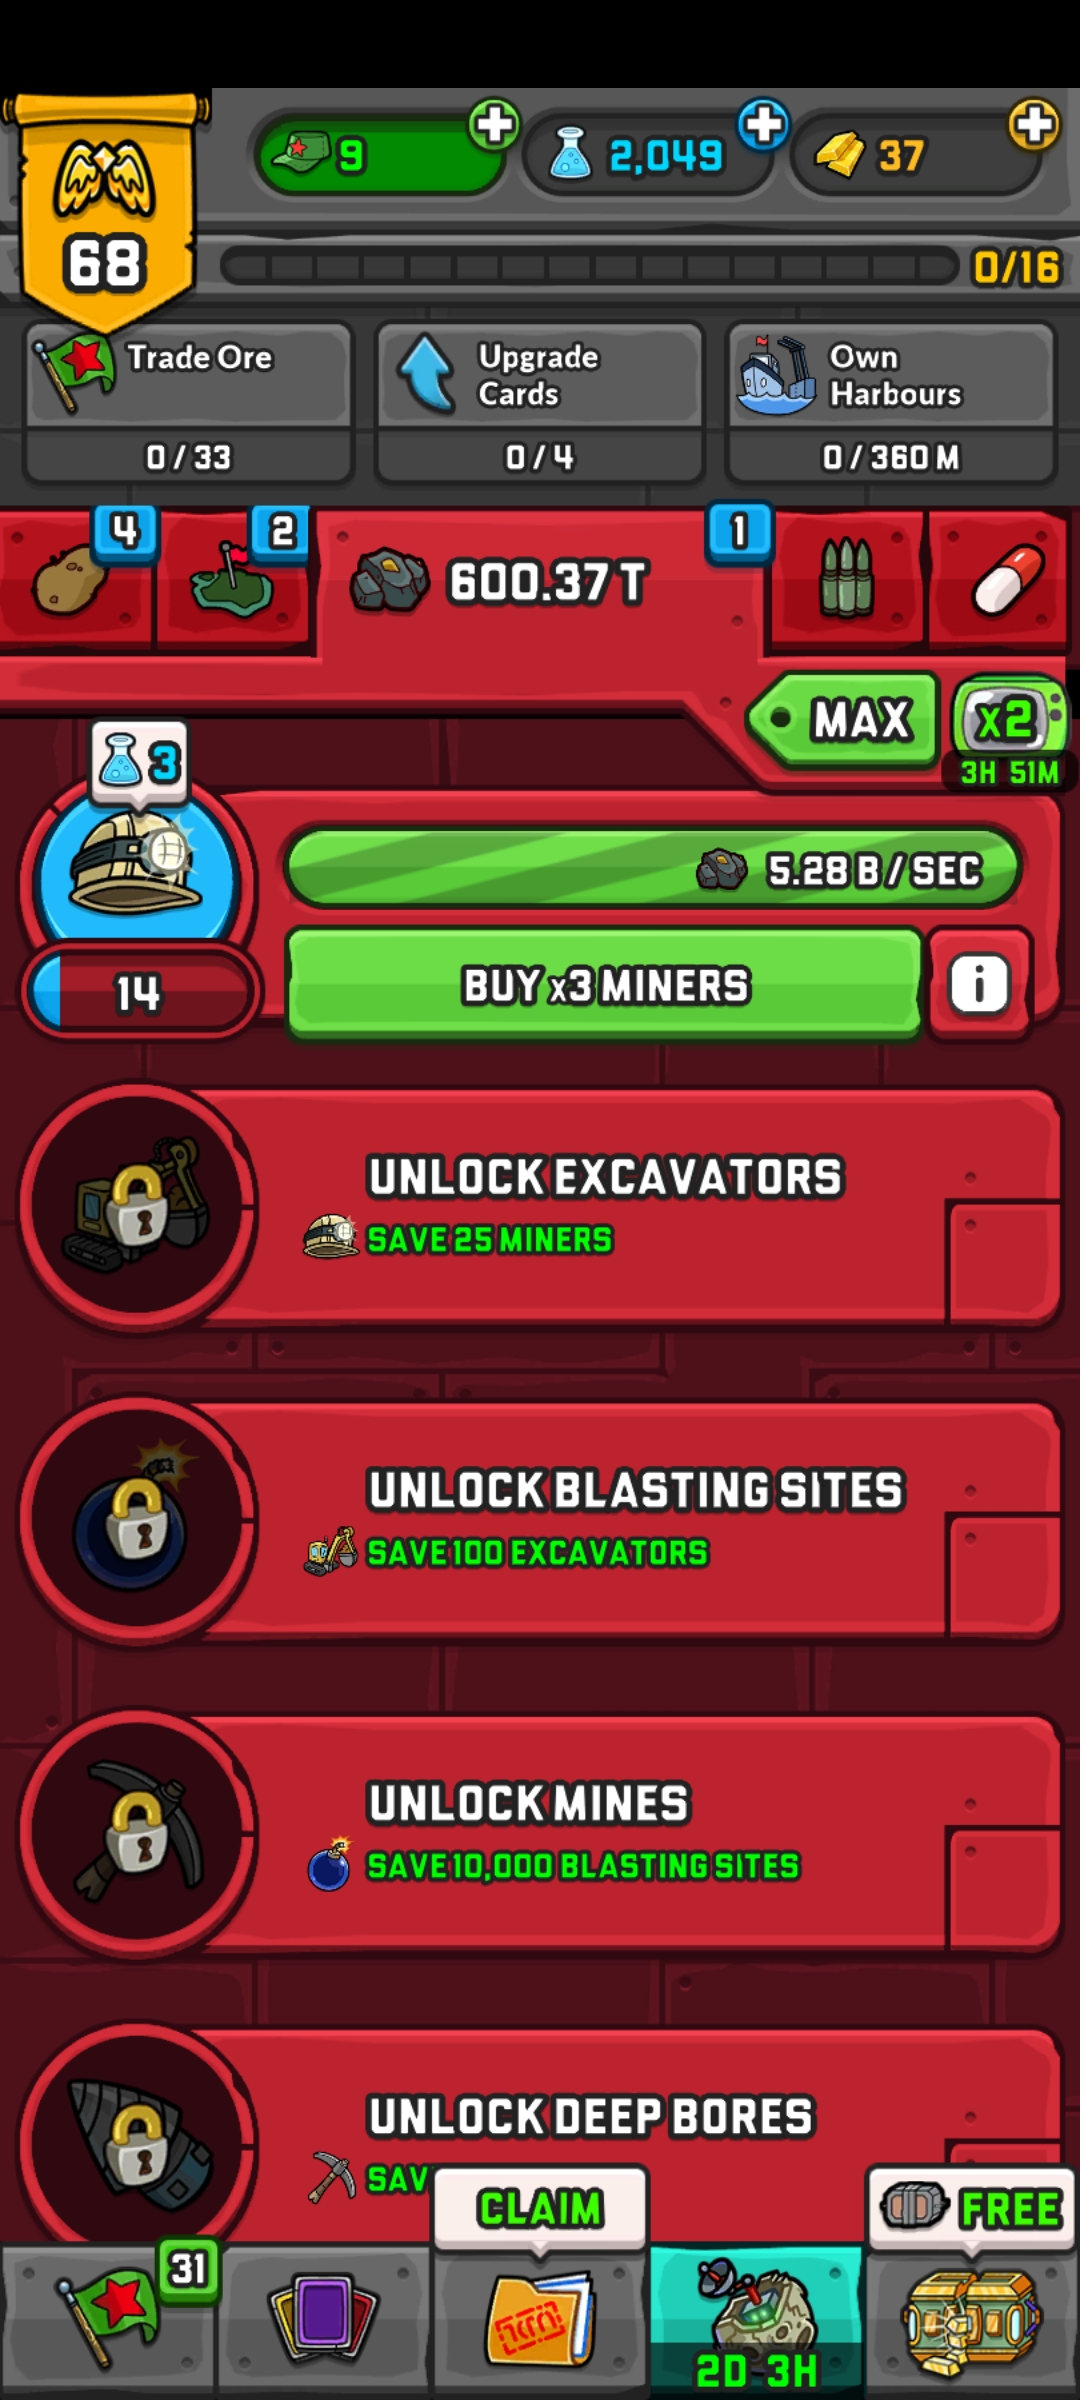 9
2,049
37
68
0/16
Trade Ore
Upgrade
Cards
Own
Harbours
0 / 33
0 / 4
0 / 360 M
4
2
1
600.37 T
MAX
x2
3H 51M
3
5.28 B / SEC
14
BUY x3 MINERS
i
UNLOCK EXCAVATORS
SAVE 25 MINERS
UNLOCK BLASTING SITES
SAVE 100 EXCAVATORS
UNLOCK MINES
SAVE 10,000 BLASTING SITES
UNLOCK DEEP BORES
SAV
CLAIM
FREE
31
2D 3H